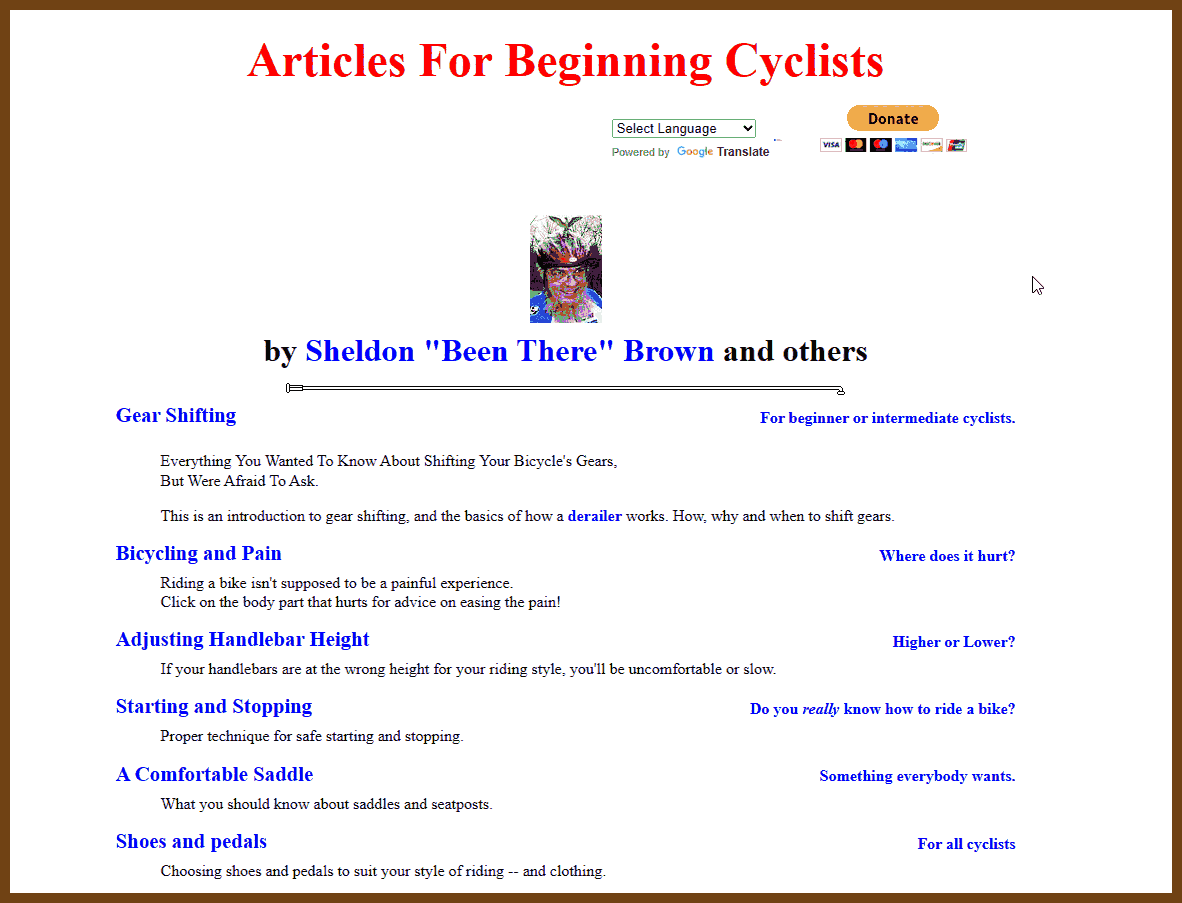 Articles For Beginning Cyclists
Donate
Select Language
Powered by Google Translate
VISA
by Sheldon "Been There" Brown and others
Gear Shifting
For beginner or intermediate cyclists.
Everything You Wanted To Know About Shifting Your Bicycle's Gears,
But Were Afraid To Ask.
This is an introduction to gear shifting, and the basics of how a derailer works. How, why and when to shift gears.
Bicycling and Pain
Where does it hurt?
Riding a bike isn't supposed to be a painful experience.
Click on the body part that hurts for advice on easing the pain!
Adjusting Handlebar Height
Higher or Lower?
If your handlebars are at the wrong height for your riding style, you'll be uncomfortable or slow.
Starting and Stopping
Do you really know how to ride a bike?
Proper technique for safe starting and stopping.
A Comfortable Saddle
Something everybody wants.
What you should know about saddles and seatposts.
Shoes and pedals
For all cyclists
Choosing shoes and pedals to suit your style of riding -- and clothing.